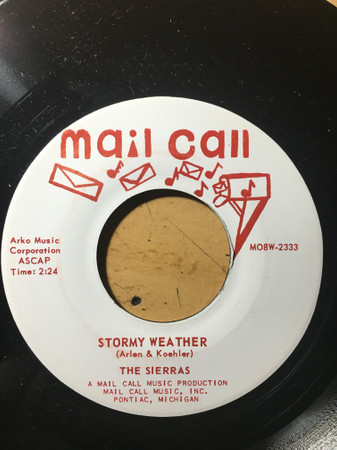 mail call
Arko Music
Corporation
ASCAP
Time: 2:24
MO8W-2333
STORMY WEATHER
(Arlen & Koehler)
THE SIERRAS
A MAIL CALL MUSIC PRODUCTION
MAIL CALL MUSIC, INC.
PONTIAC, MICHIGAN